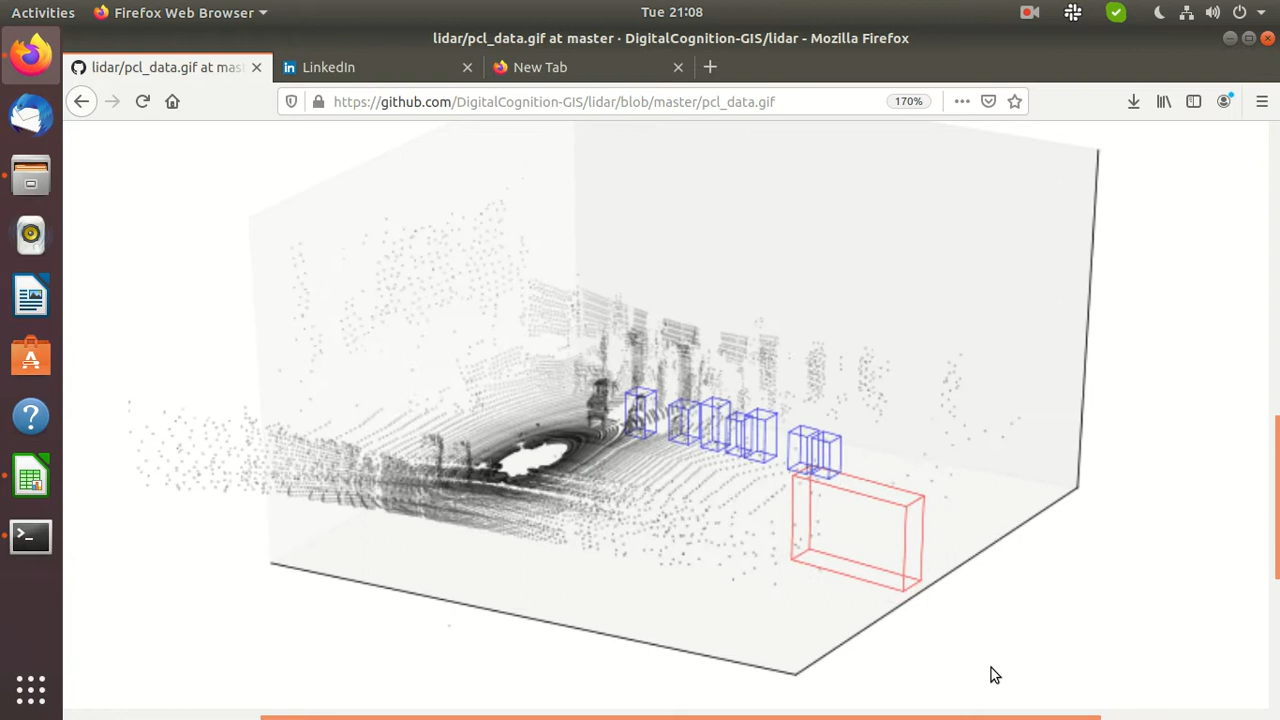 Activities Firefox Web Browser Tue 21:08
lidar/pcl_data.gif at master · DigitalCognition-GIS/lidar - Mozilla Firefox
lidar/pcl_data.gif at mas LinkedIn New Tab
https://github.com/DigitalCognition-GIS/lidar/blob/master/pcl_data.gif 170%